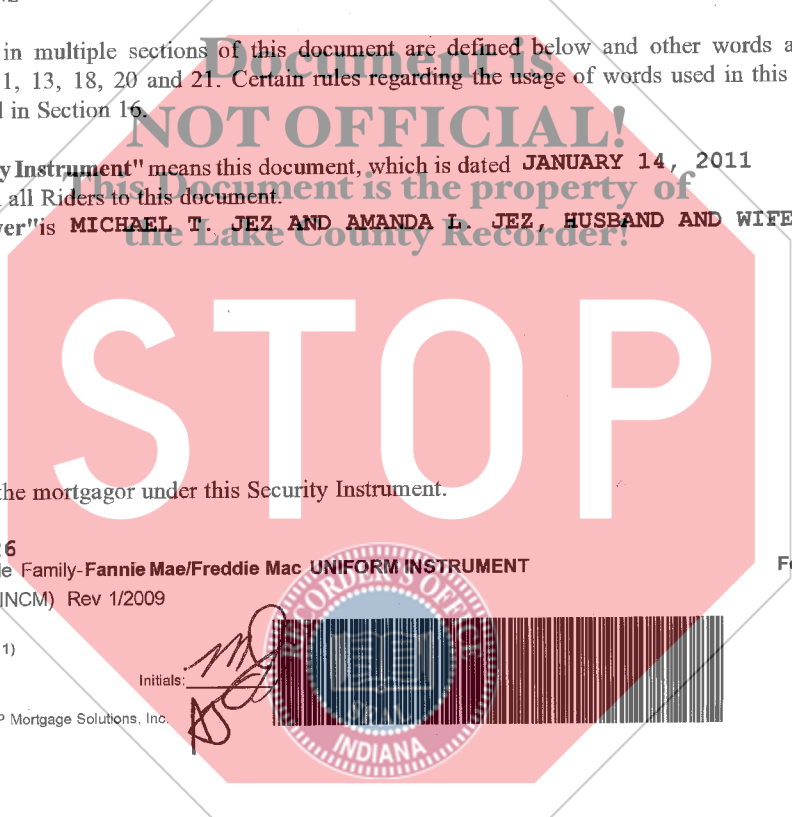 in multiple sections of this document are defined below and other words a
Document is
1, 13, 18, 20 and 21. Certain rules regarding the usage of words used in this
in Section 16.
NOT OFFICIAL!
y Instrument" means this document, which is dated JANUARY 14, 2011
This Document is the property of
all Riders to this document.
er" is MICHAEL T. JEZ AND AMANDA L. JEZ, HUSBAND AND WIFE
the Lake County Recorder!
STOP
the mortgagor under this Security Instrument.
6
le Family-Fannie Mae/Freddie Mac UNIFORM INSTRUMENT
(INCM) Rev 1/2009
1)
Initials:
P Mortgage Solutions, Inc.
RECORDER'S OFFICE
SEAL
INDIANA